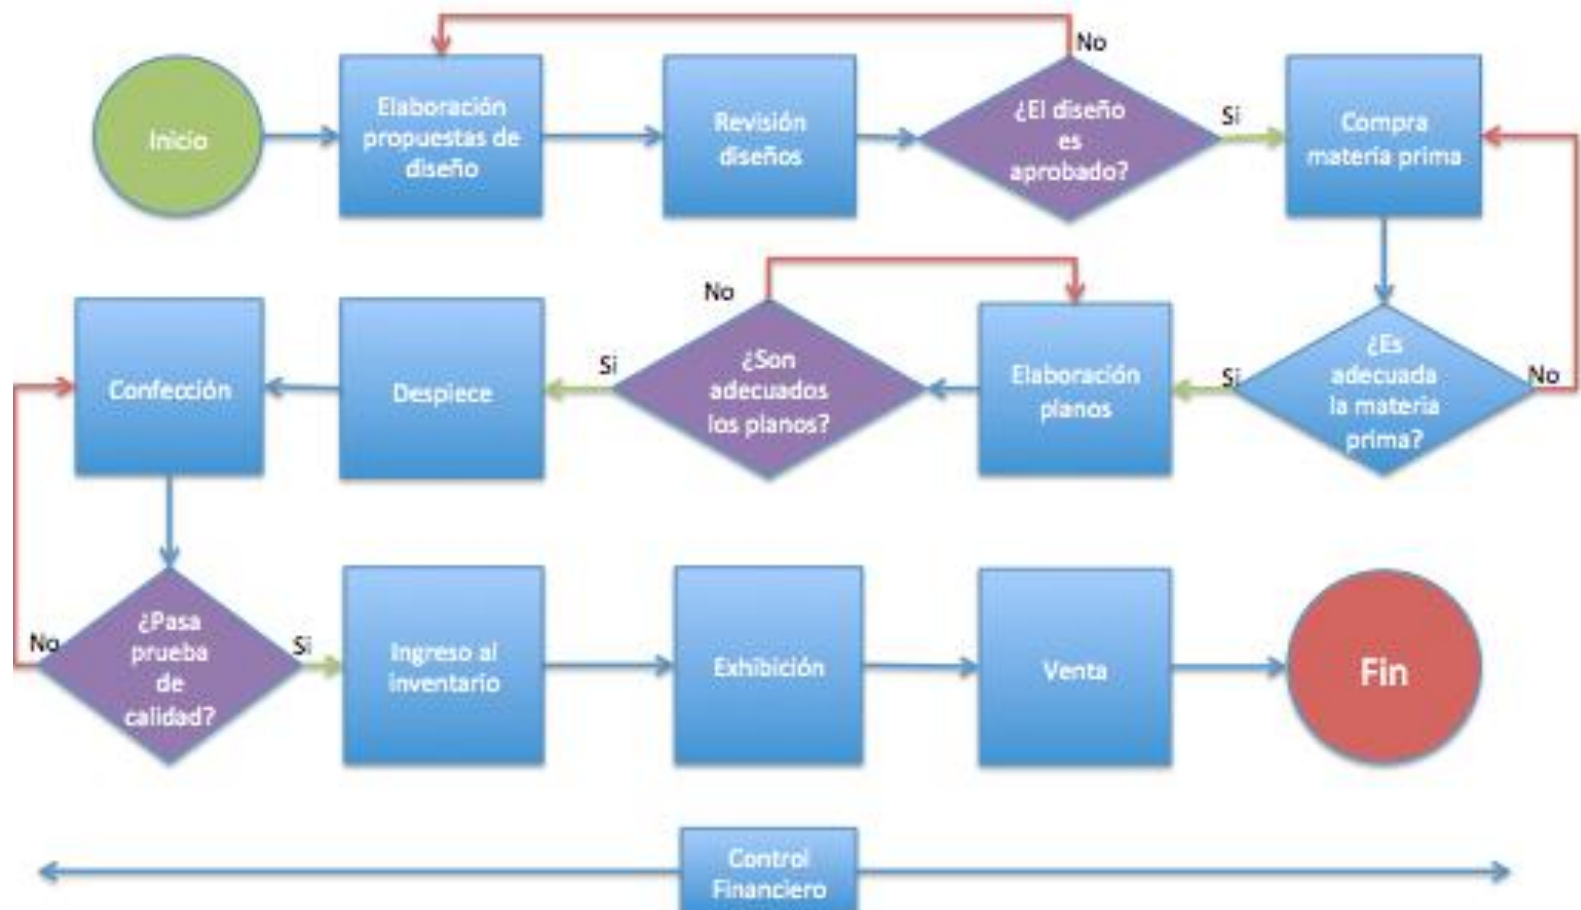 No
Inicio
Elaboración
propuestas de
diseño
Revisión
diseños
¿El diseño
es
aprobado?
Si
Compra
materia prima
Confección
Despiece
Si
No
¿Son
adecuados
los planos?
Elaboración
planos
Si
¿Es
adecuada
la materia
prima?
No
No
¿Pasa
prueba
de
calidad?
Si
Ingreso al
inventario
Exhibición
Venta
Fin
Control
Financiero